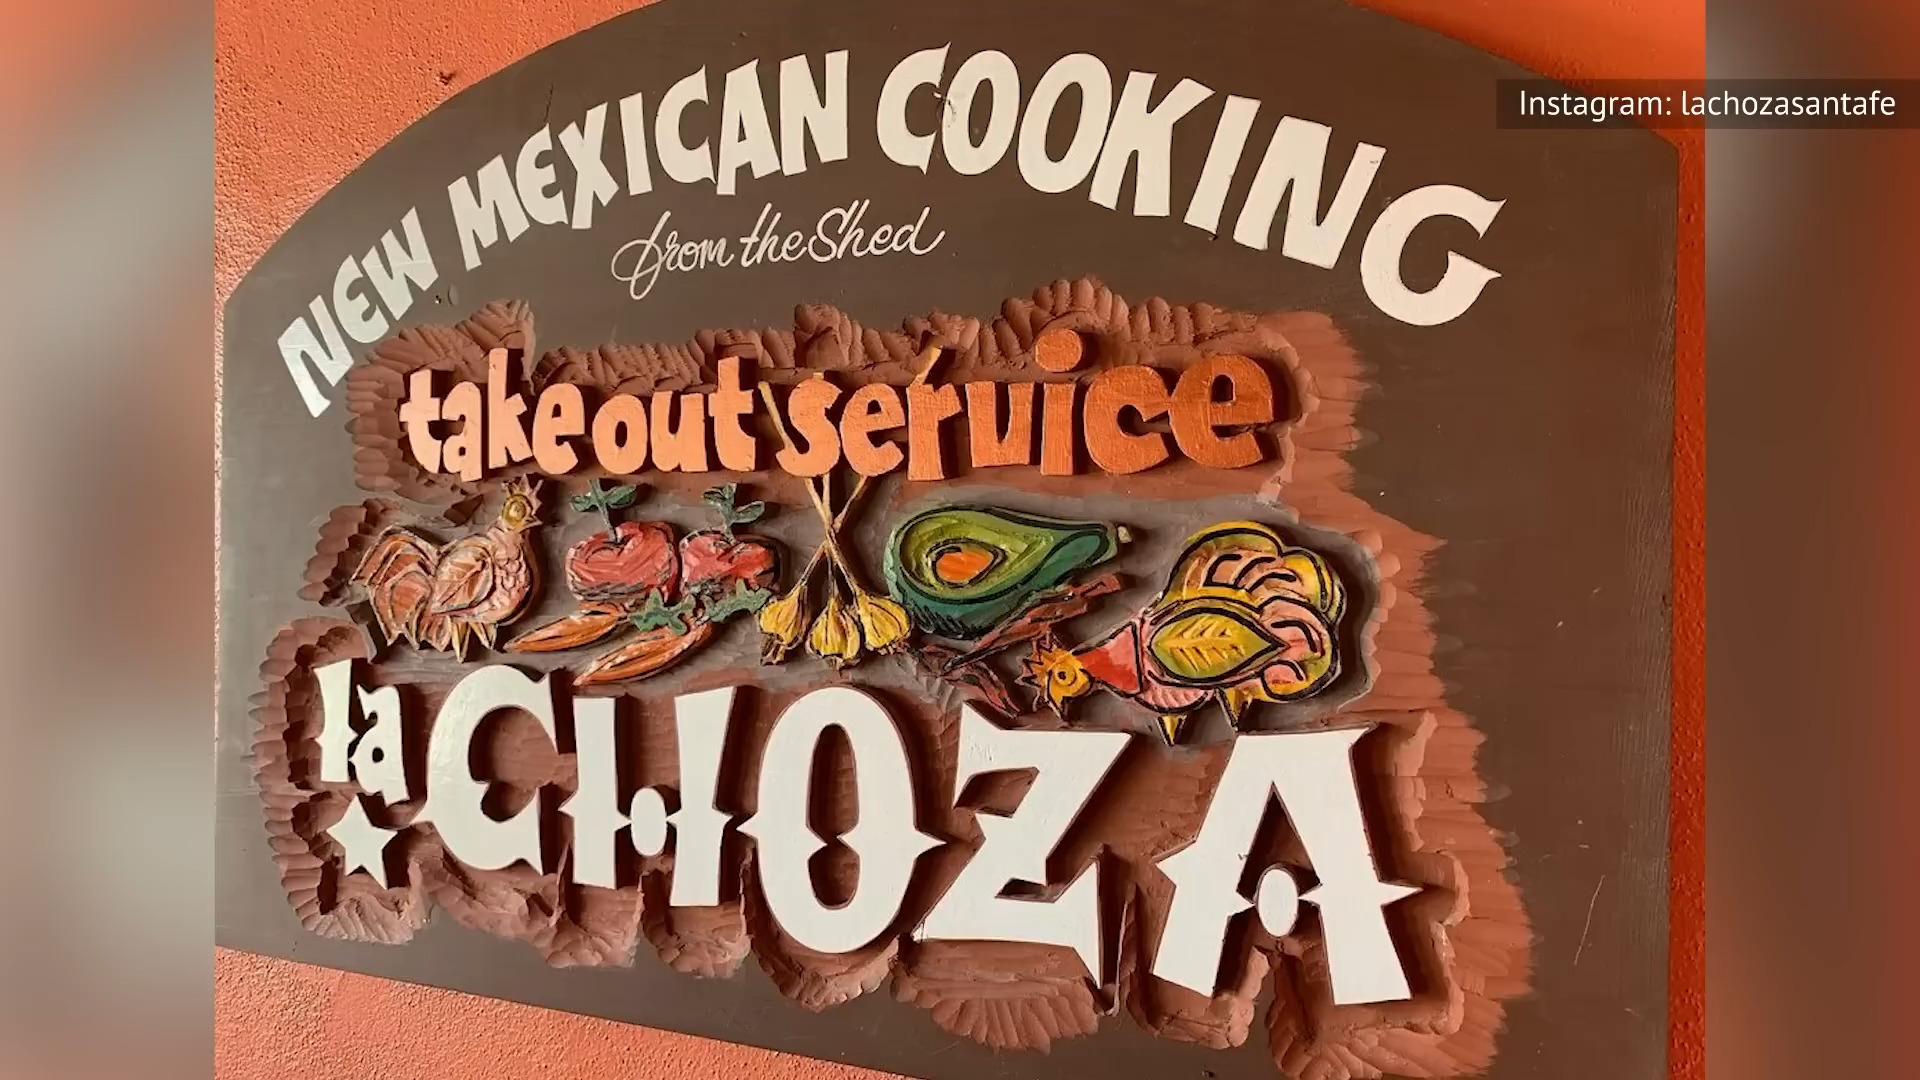 Instagram: lachozasantafe
NEW MEXICAN COOKING
from the Shed
take out service
la CHOZA